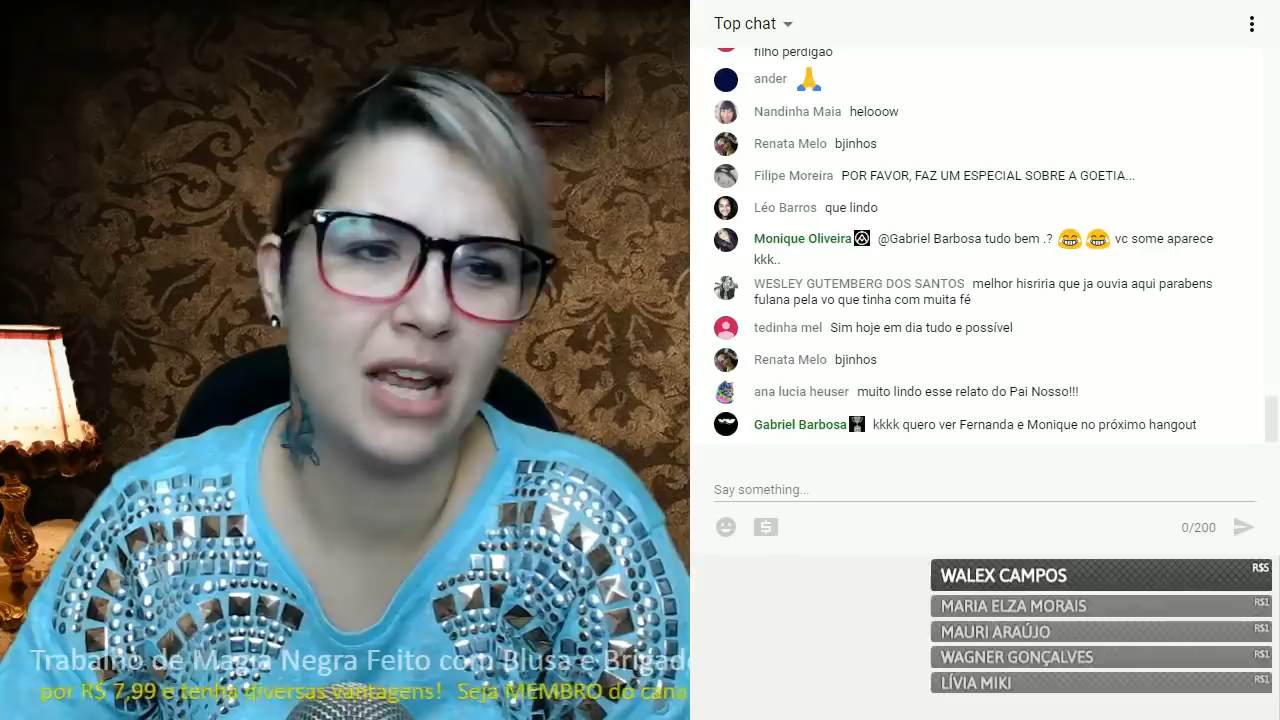 Top chat
filho perdigao
ander
Nandinha Maia helooow
Renata Melo bjinhos
Filipe Moreira POR FAVOR, FAZ UM ESPECIAL SOBRE A GOETIA...
Léo Barros que lindo
Monique Oliveira @Gabriel Barbosa tudo bem .? vc some aparece
kkk..
WESLEY GUTEMBERG DOS SANTOS melhor hisriria que ja ouvia aqui parabens
fulana pela vo que tinha com muita fé
tedinha mel Sim hoje em dia tudo e possível
Renata Melo bjinhos
ana lucia heuser muito lindo esse relato do Pai Nosso!!!
Gabriel Barbosa kkkk quero ver Fernanda e Monique no próximo hangout
Say something...
0/200
WALEX CAMPOS R$5
MARIA ELZA MORAIS R$1
MAURI ARAÚJO R$1
WAGNER GONÇALVES R$1
LÍVIA MIKI R$1
Trabalho de Magia Negra Feito com Blusa e Brigade
por R$ 7,99 e tenha diversas vantagens! Seja MEMBRO do cana